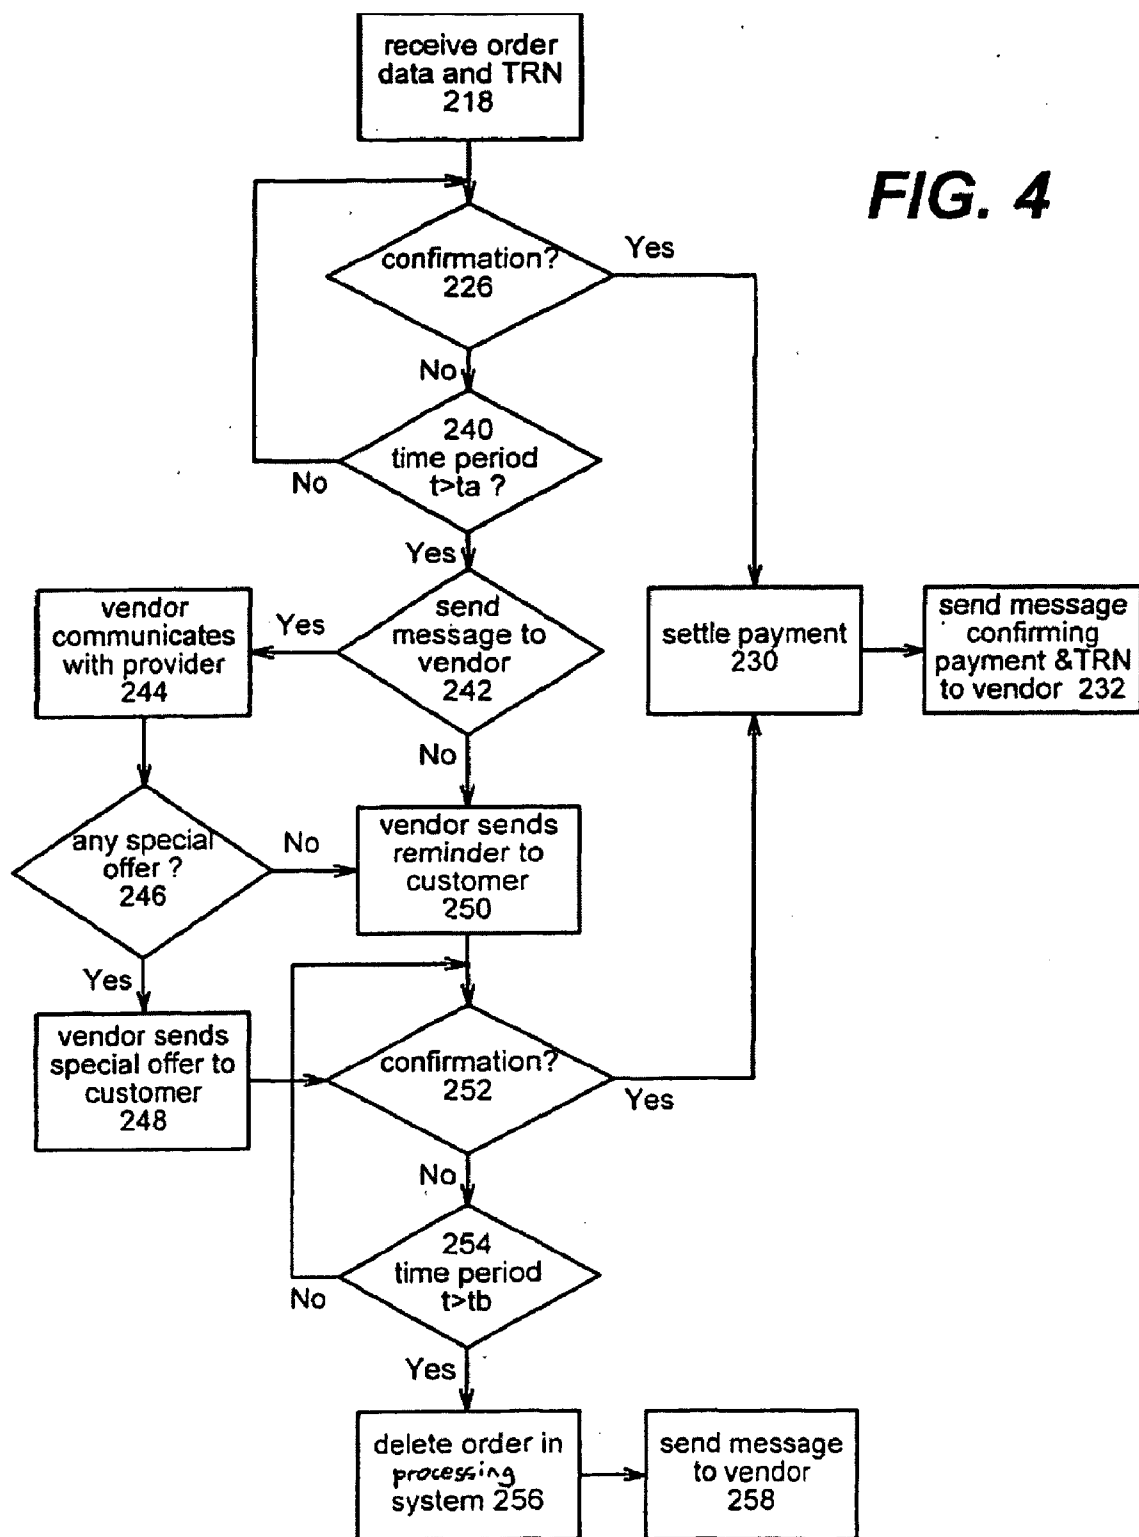 receive order
data and TRN
218
FIG. 4
confirmation?
226
Yes
No
240
time period
t>ta ?
No
Yes
send
message to
vendor
242
Yes
vendor
communicates
with provider
244
settle payment
230
send message
confirming
payment &TRN
to vendor 232
No
any special
offer ?
246
No
vendor sends
reminder to
customer
250
Yes
vendor sends
special offer to
customer
248
confirmation?
252
Yes
No
254
time period
t>tb
No
Yes
delete order in
processing
system 256
send message
to vendor
258